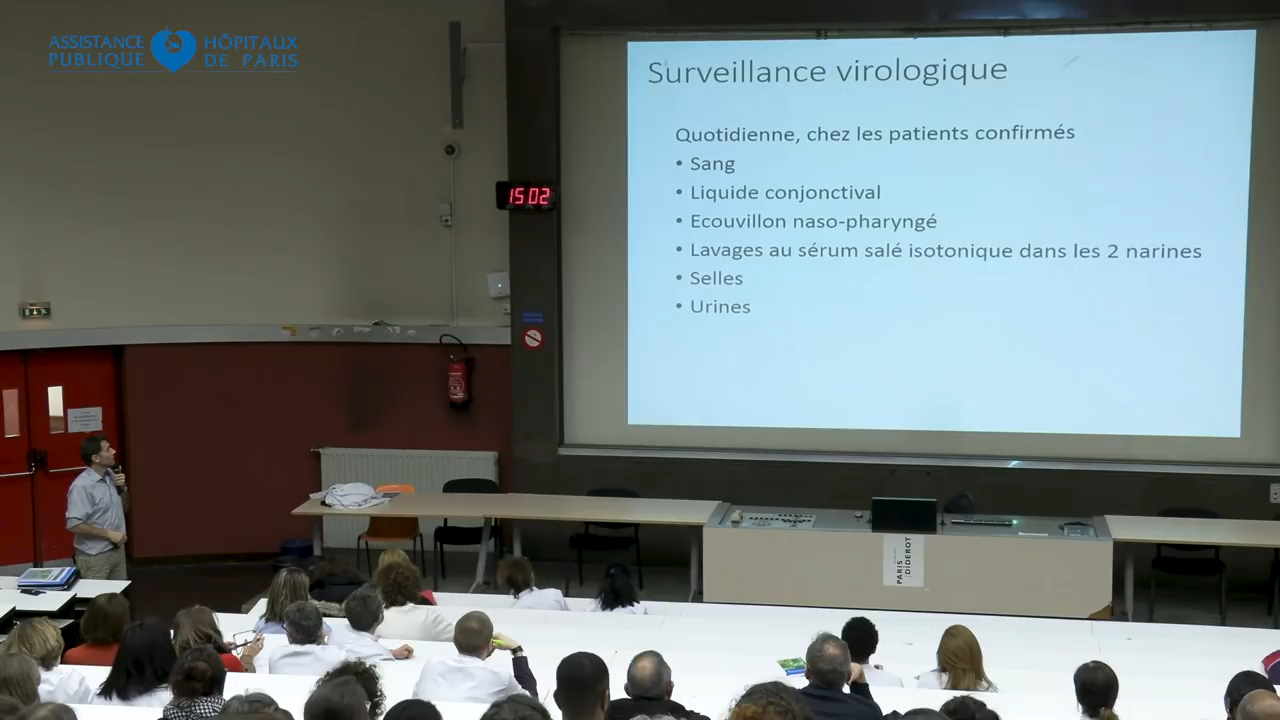 ASSISTANCE HÔPITAUX
PUBLIQUE DE PARIS
Surveillance virologique
Quotidienne, chez les patients confirmés
• Sang
• Liquide conjonctival
• Ecouvillon naso-pharyngé
• Lavages au sérum salé isotonique dans les 2 narines
• Selles
• Urines
15 02
PARIS
DIDEROT